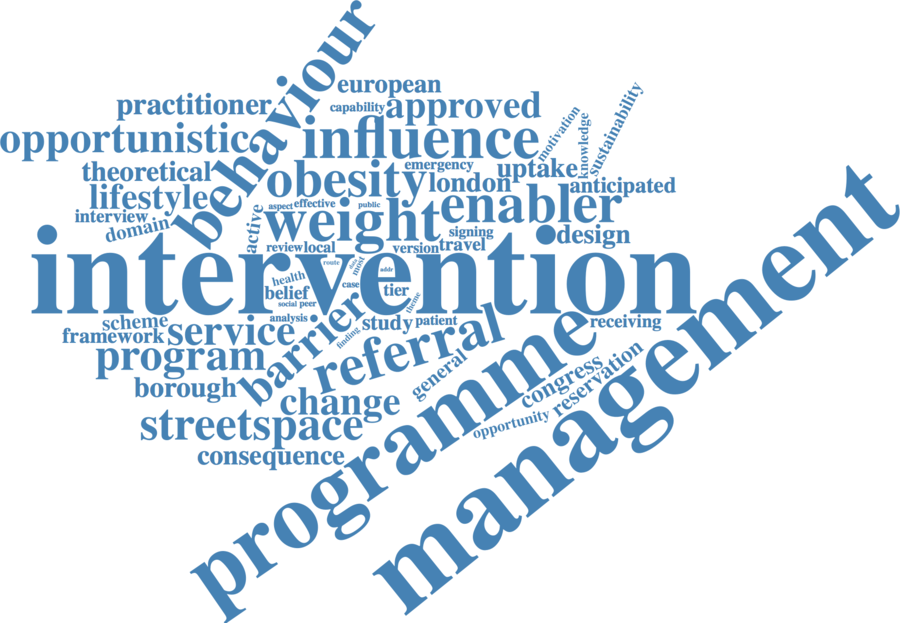 behaviour
european
practitioner
capability
approved
opportunistic
influence
motivation
knowledge
sustainability
theoretical
obesity
emergency
uptake
lifestyle
london
anticipated
interview
domain
active
aspect
effective
public
weight
enabler
signing
design
review
local
version
travel
intervention
route
data
most
addr
health
belief
case
tier
social
peer
theme
barrier
analysis
finding
study
patient
scheme
framework
service
referral
receiving
program
general
borough
change
congress
reservation
opportunity
streetspace
consequence
programme
management